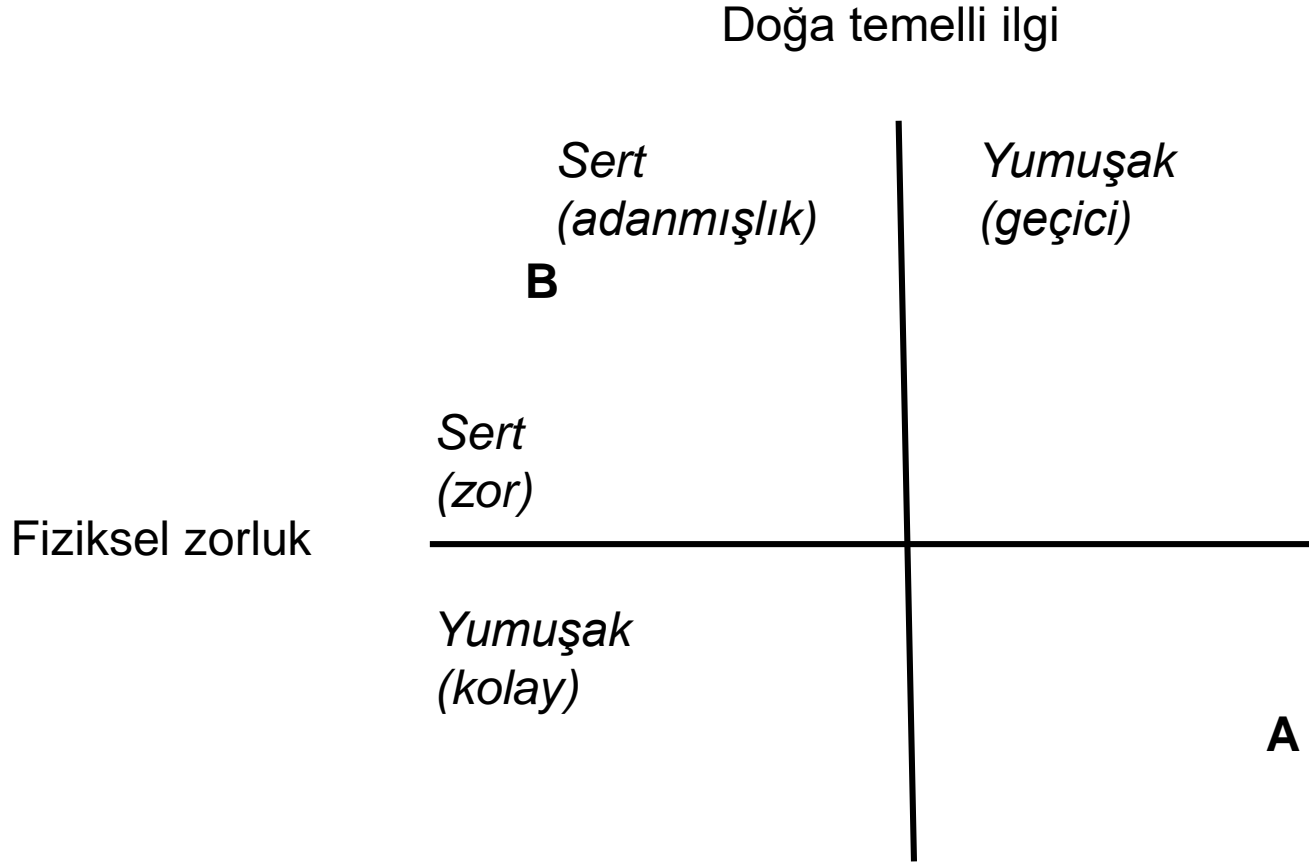 Doğa temelli ilgi
Sert
(adanmışlık)
Yumuşak
(geçici)
B
Sert
(zor)
Fiziksel zorluk
Yumuşak
(kolay)
A